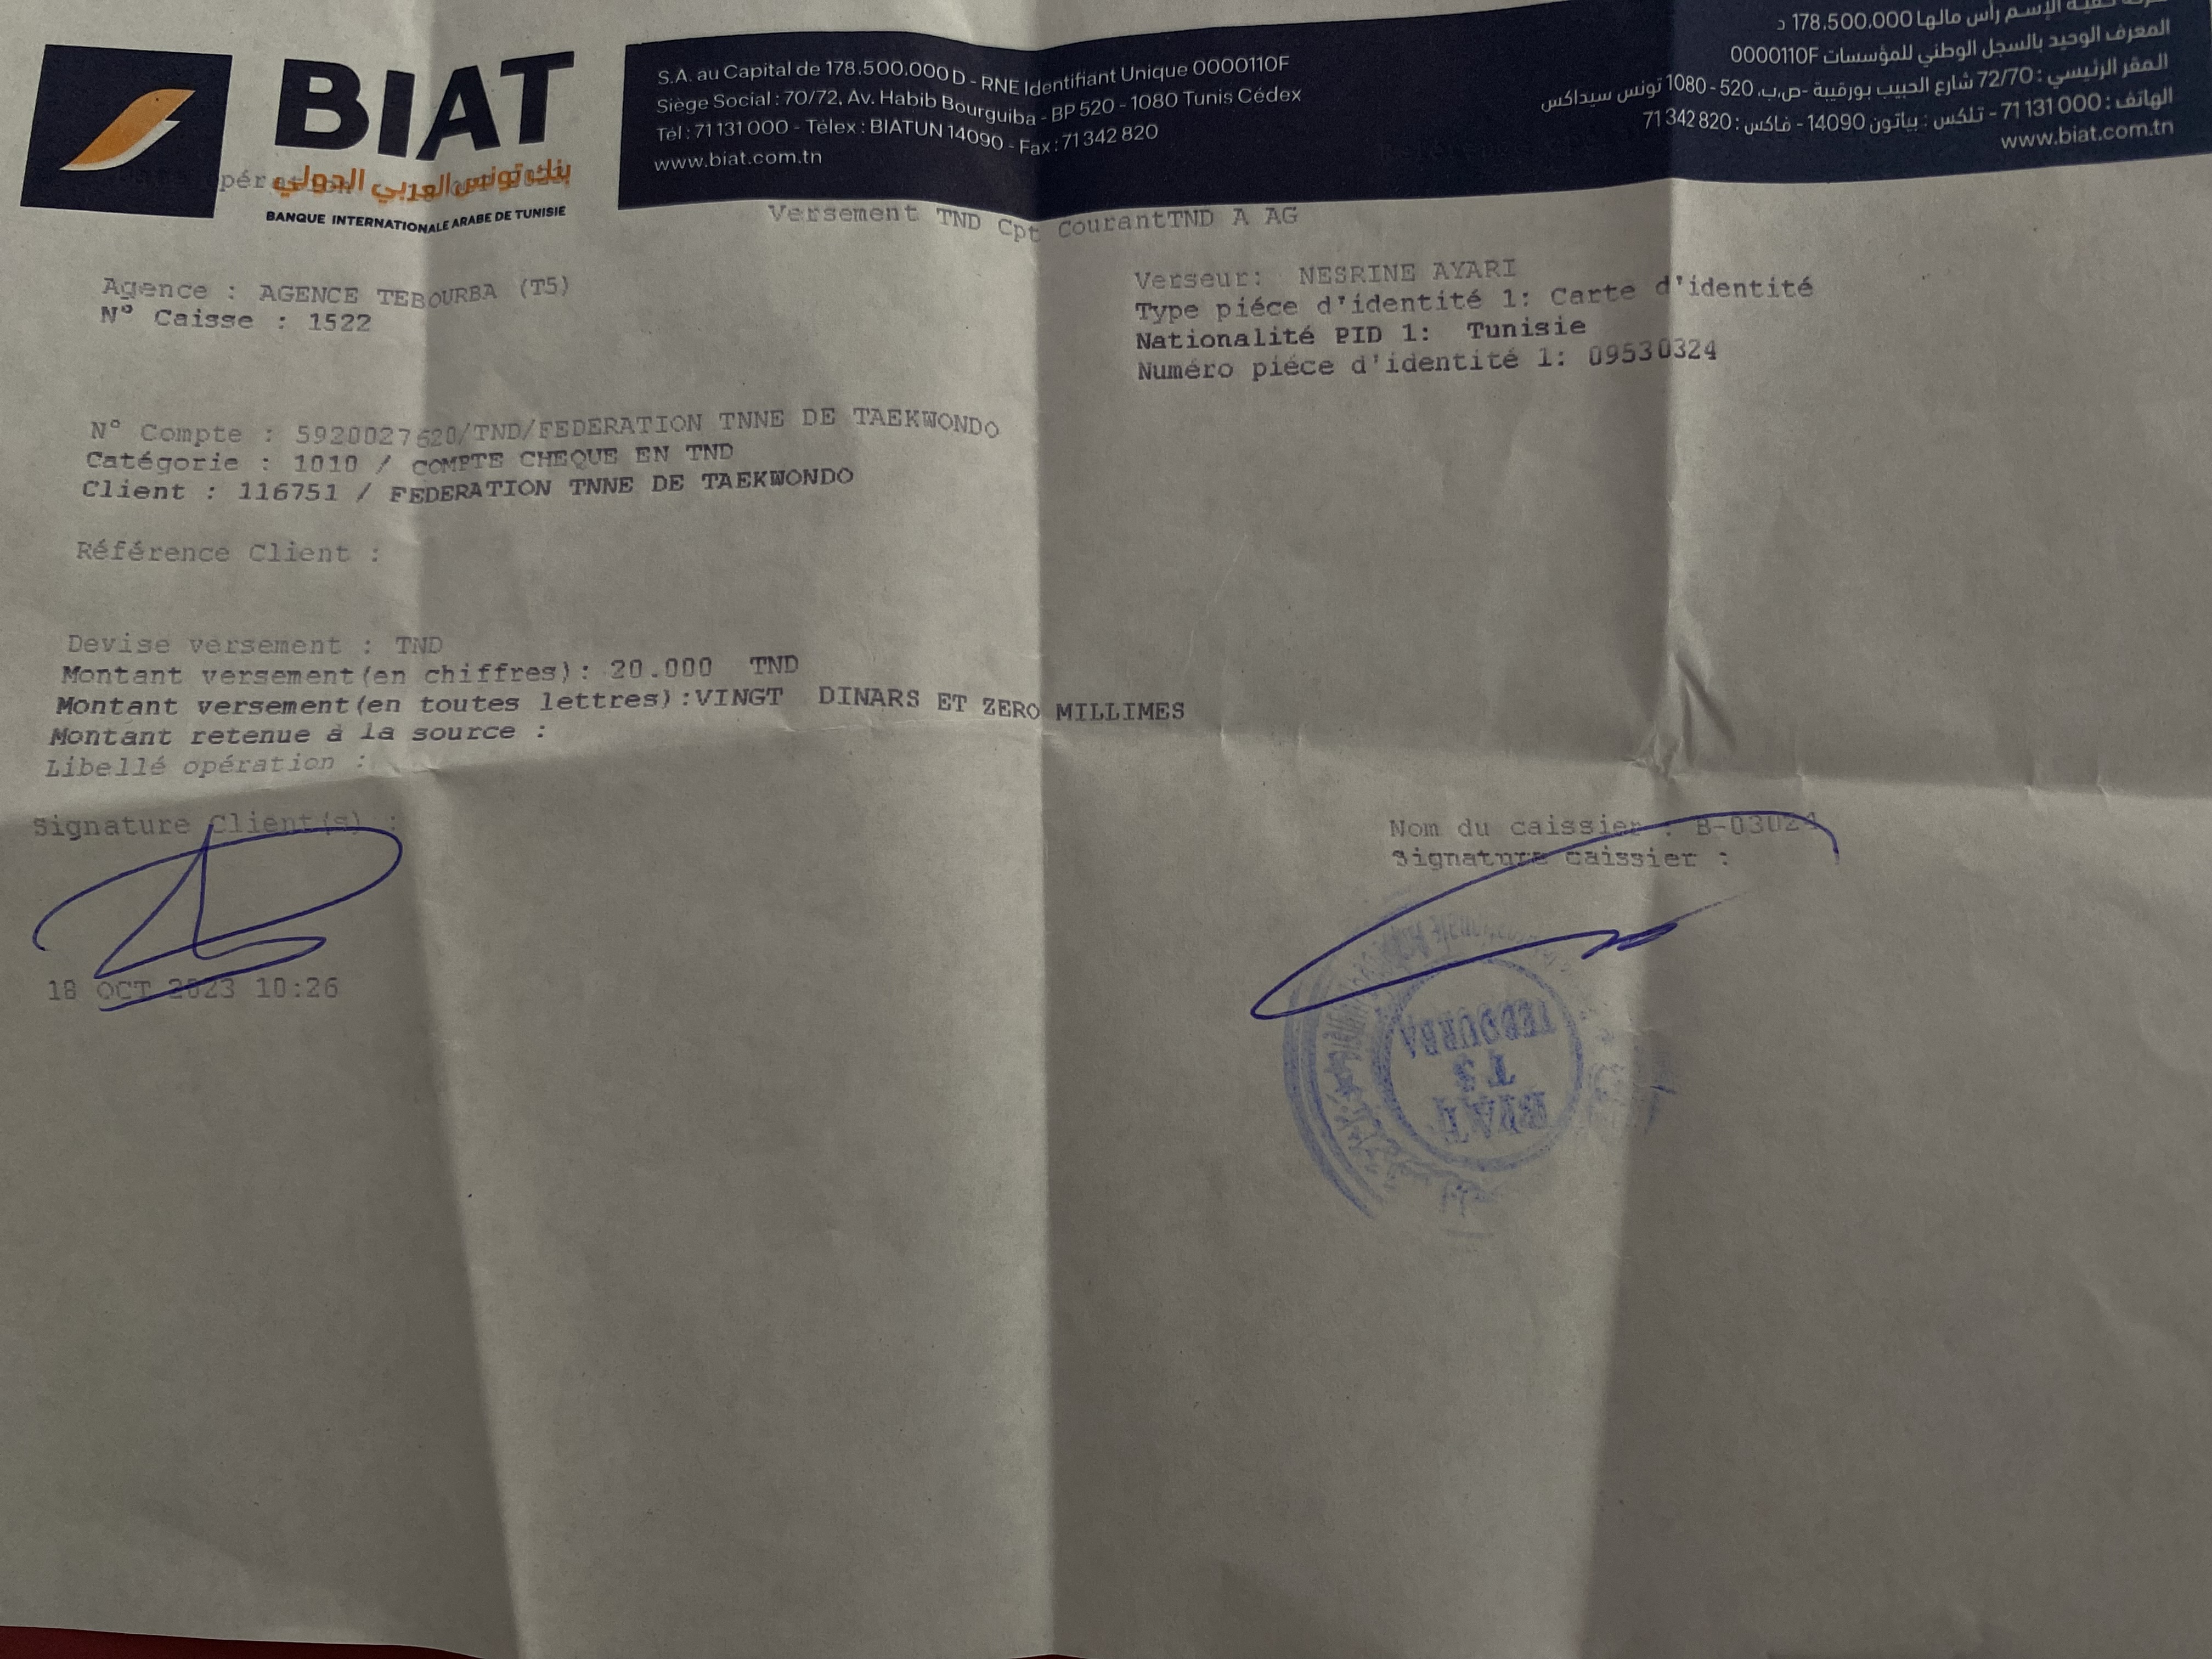 BIAT
بنك تونس العربي الدولي
BANQUE INTERNATIONALE ARABE DE TUNISIE
S.A. au Capital de 178.500.000 D - RNE Identifiant Unique 0000110F
Siège Social : 70/72, Av. Habib Bourguiba - BP 520 - 1080 Tunis Cédex
Tél : 71 131 000 - Télex : BIATUN 14090 - Fax : 71 342 820
www.biat.com.tn
الإسم رأس مالها 178.500.000 د
المعرف الوحيد بالسجل الوطني للمؤسسات 0000110F
المقر الرئيسي : 72/70 شارع الحبيب بورقيبة -ص.ب. 520 - 1080 تونس سيداكس
الهاتف : 000 131 71 - تلكس : بياتون 14090 - فاكس : 820 342 71
www.biat.com.tn
Versement TND Cpt CourantTND A AG
Agence : AGENCE TEBOURBA (T5)
N° Caisse : 1522
Verseur: NESRINE AYARI
Type piéce d'identité 1: Carte d'identité
Nationalité PID 1: Tunisie
Numéro piéce d'identité 1: 09530324
N° Compte : 5920027620/TND/FEDERATION TNNE DE TAEKWONDO
Catégorie : 1010 / COMPTE CHEQUE EN TND
Client : 116751 / FEDERATION TNNE DE TAEKWONDO
Référence Client :
Devise versement : TND
Montant versement(en chiffres): 20.000 TND
Montant versement(en toutes lettres):VINGT DINARS ET ZERO MILLIMES
Montant retenue à la source :
Libellé opération :
Signature Client(s) :
Nom du caissier : B-03024
Signature caissier :
18 OCT 2023 10:26
BIAT
TEBOURBA